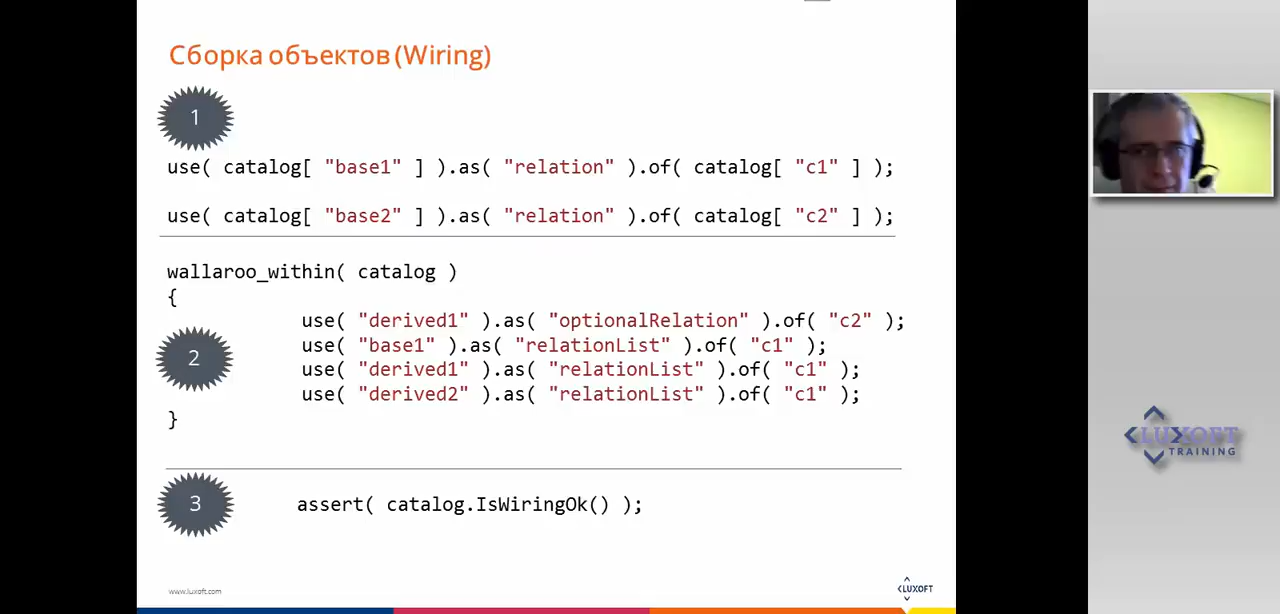 Сборка объектов (Wiring)
1
use( catalog[ "base1" ] ).as( "relation" ).of( catalog[ "c1" ] );
use( catalog[ "base2" ] ).as( "relation" ).of( catalog[ "c2" ] );
wallaroo_within( catalog )
{
use( "derived1" ).as( "optionalRelation" ).of( "c2" );
use( "base1" ).as( "relationList" ).of( "c1" );
2
use( "derived1" ).as( "relationList" ).of( "c1" );
use( "derived2" ).as( "relationList" ).of( "c1" );
}
3
assert( catalog.IsWiringOk() );
www.luxoft.com
LUXOFT
LUXOFT
TRAINING